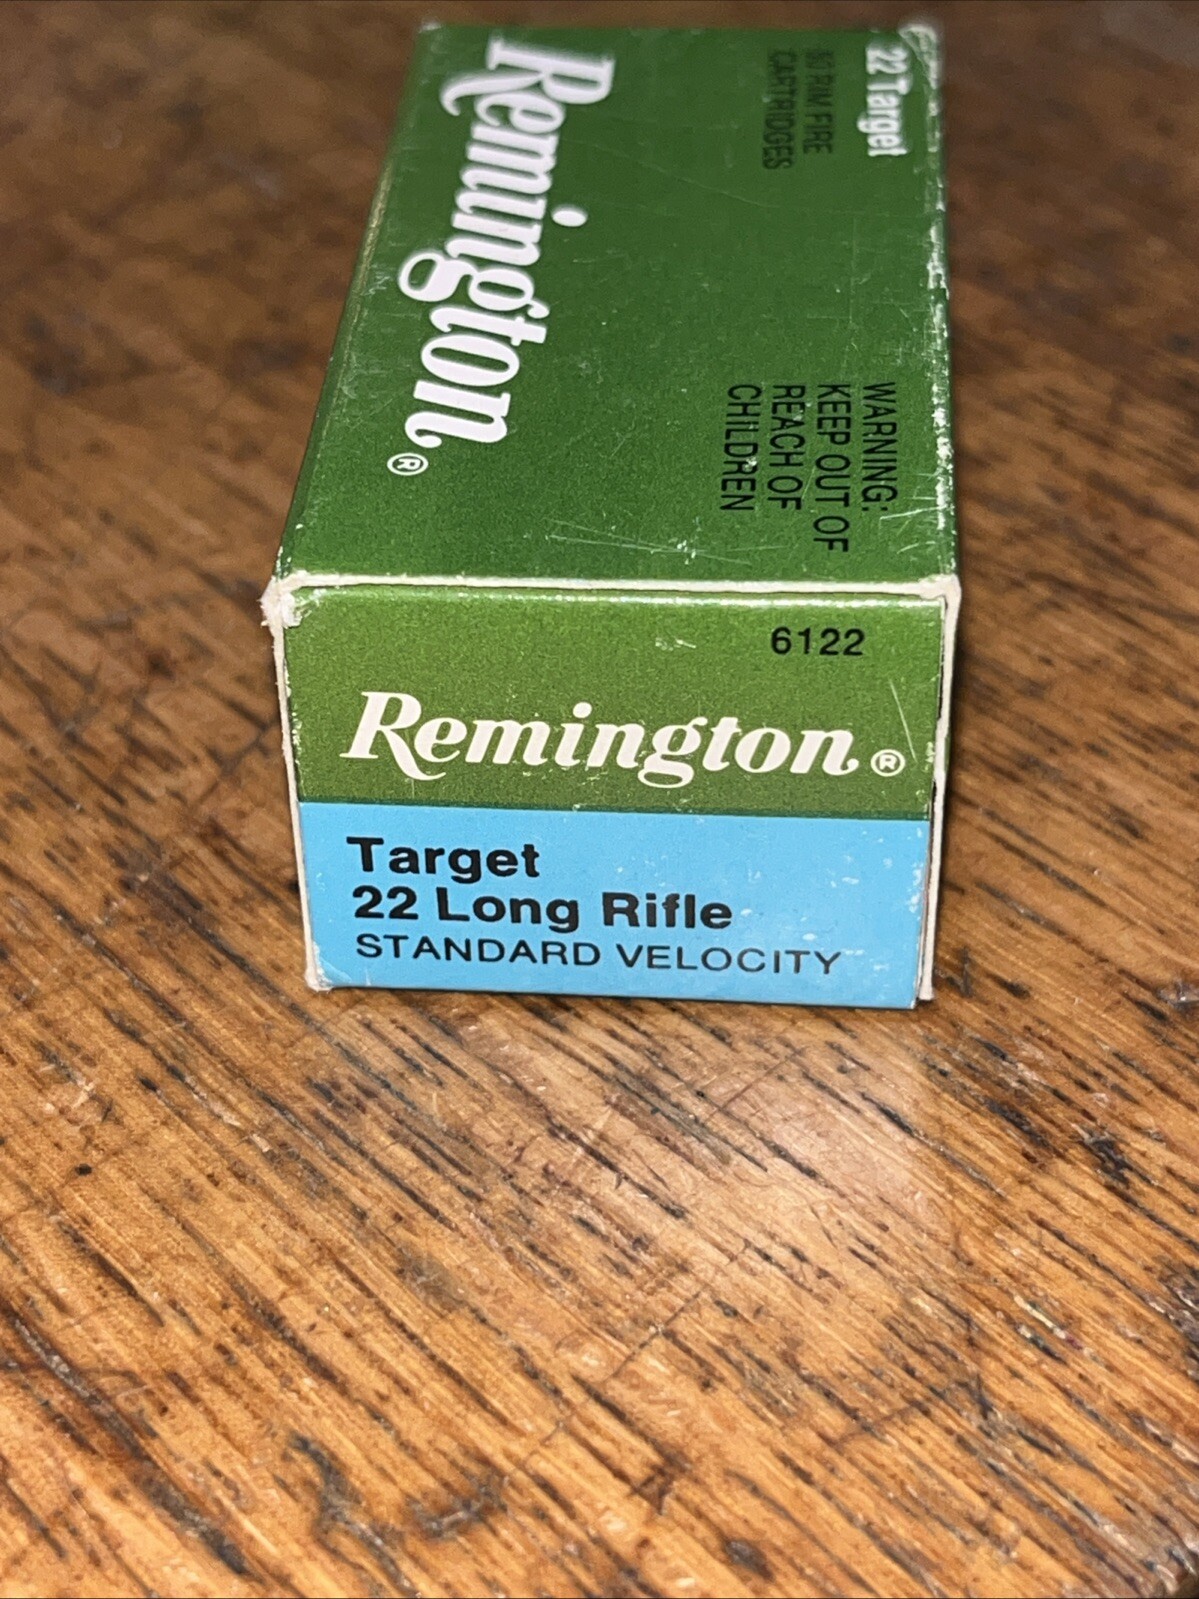 Remington®
22 Target
50 RIM FIRE
CARTRIDGES
WARNING:
KEEP OUT OF
REACH OF
CHILDREN
6122
Remington®
Target
22 Long Rifle
STANDARD VELOCITY